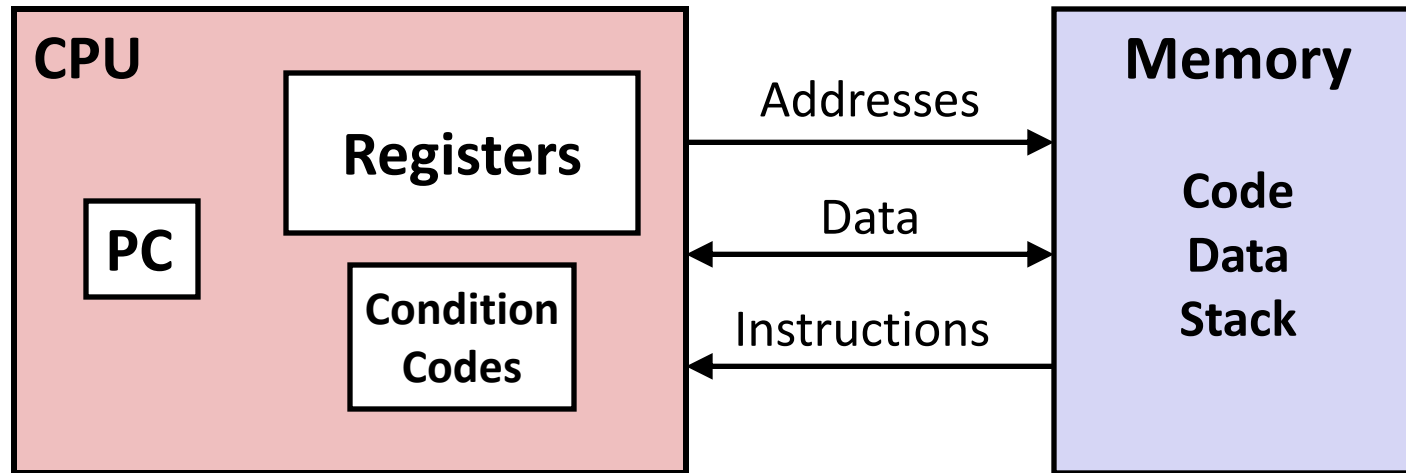 CPU
Registers
PC
Condition
Codes
Addresses
Data
Instructions
Memory
Code
Data
Stack